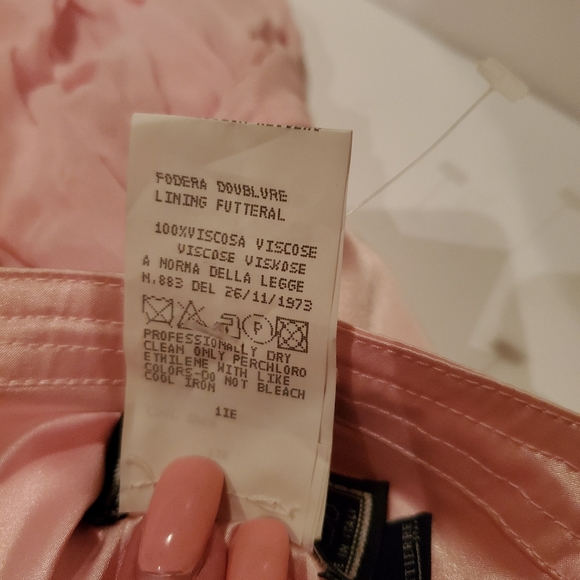 FODERA DOUBLURE
LINING FUTTERAL
100%VISCOSA VISCOSE
VISCOSE VISKOSE
A NORMA DELLA LEGGE
N.883 DEL 26/11/1973
P
PROFESSIONALLY DRY
CLEAN ONLY PERCHLORO
ETHILENE WITH LIKE
COLORS-DO NOT BLEACH
COOL IRON
1IE